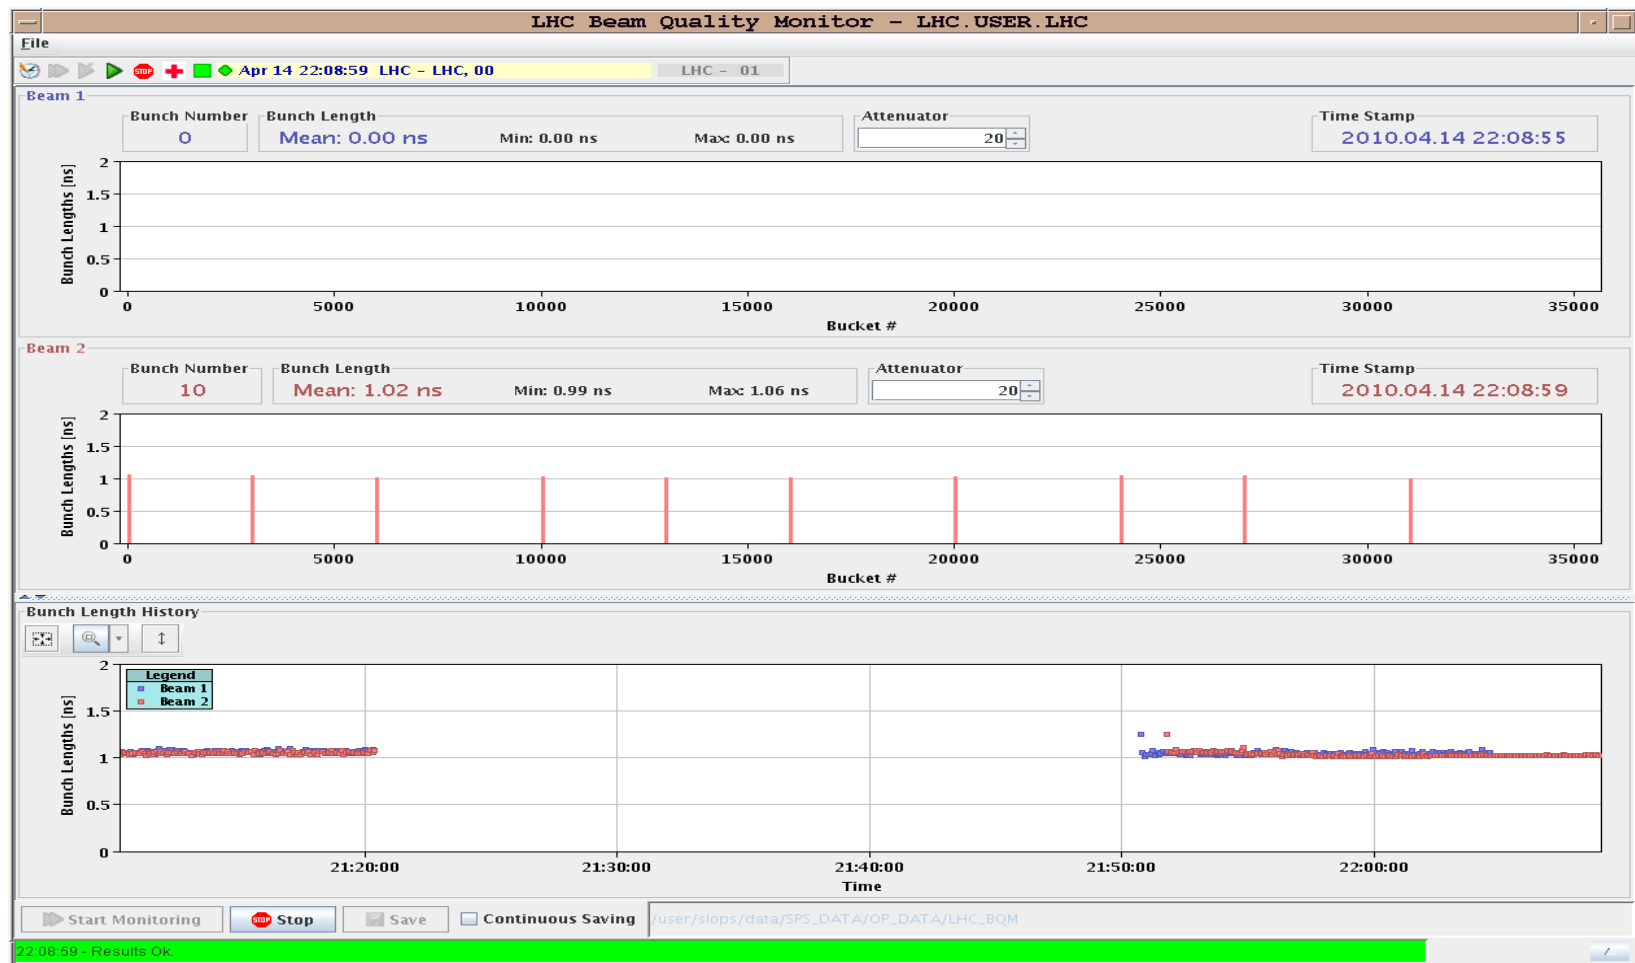 LHC Beam Quality Monitor - LHC.USER.LHC
File
STOP Apr 14 22:08:59 LHC - LHC, 00 LHC - 01
Beam 1
Bunch Number Bunch Length Attenuator Time Stamp
0 Mean: 0.00 ns Min: 0.00 ns Max: 0.00 ns 20 2010.04.14 22:08:55
2
1.5
1
0.5
0
Bunch Lengths [ns]
0 5000 10000 15000 20000 25000 30000 35000
Bucket #
Beam 2
Bunch Number Bunch Length Attenuator Time Stamp
10 Mean: 1.02 ns Min: 0.99 ns Max: 1.06 ns 20 2010.04.14 22:08:59
2
1.5
1
0.5
0
Bunch Lengths [ns]
0 5000 10000 15000 20000 25000 30000 35000
Bucket #
Bunch Length History
2
1.5
1
0.5
0
Bunch Lengths [ns]
Legend
Beam 1
Beam 2
21:20:00 21:30:00 21:40:00 21:50:00 22:00:00
Time
Start Monitoring STOP Stop Save Continuous Saving /user/slops/data/SPS_DATA/OP_DATA/LHC_BQM
22:08:59 - Results Ok.